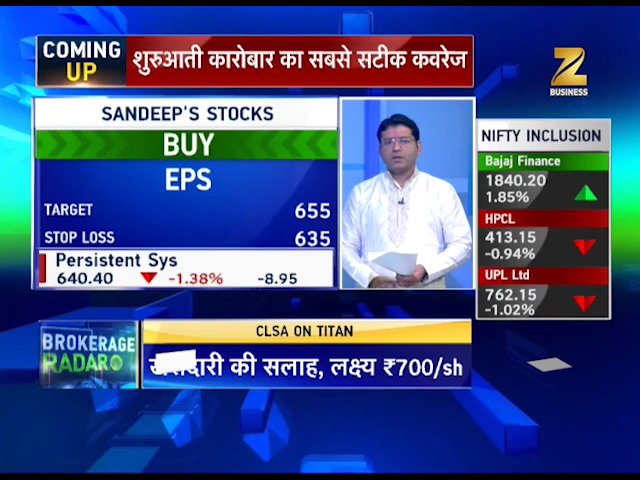 COMING
UP
शुरुआती कारोबार का सबसे सटीक कवरेज
Z
BUSINESS
SANDEEP'S STOCKS
BUY
EPS
TARGET 655
STOP LOSS 635
Persistent Sys
640.40 -1.38% -8.95
NIFTY INCLUSION
Bajaj Finance
1840.20
1.85%
HPCL
413.15
-0.94%
UPL Ltd
762.15
-1.02%
BROKERAGE
RADAR
CLSA ON TITAN
की सलाह, लक्ष्य ₹700/sh